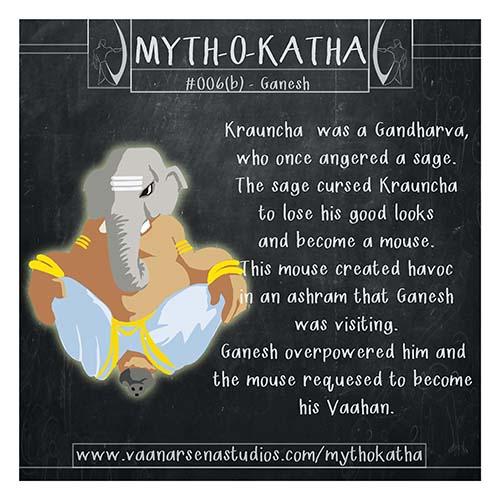 MYTH-O-KATHA
#006(b) - Ganesh
Krauncha was a Gandharva,
who once angered a sage.
The sage cursed Krauncha
to lose his good looks
and become a mouse.
This mouse created havoc
in an ashram that Ganesh
was visiting.
Ganesh overpowered him and
the mouse requesed to become
his Vaahan.
www.vaanarsenastudios.com/mythokatha